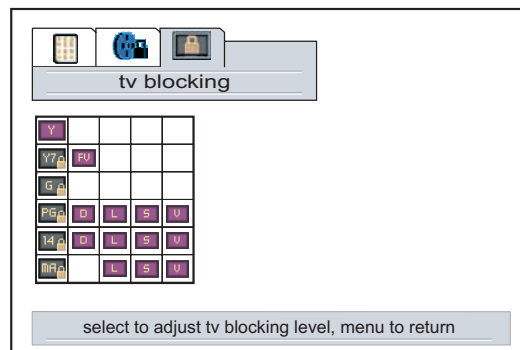 tv blocking
Y
Y7 FV
G
PG D L S V
14 D L S V
MA L S V
select to adjust tv blocking level, menu to return